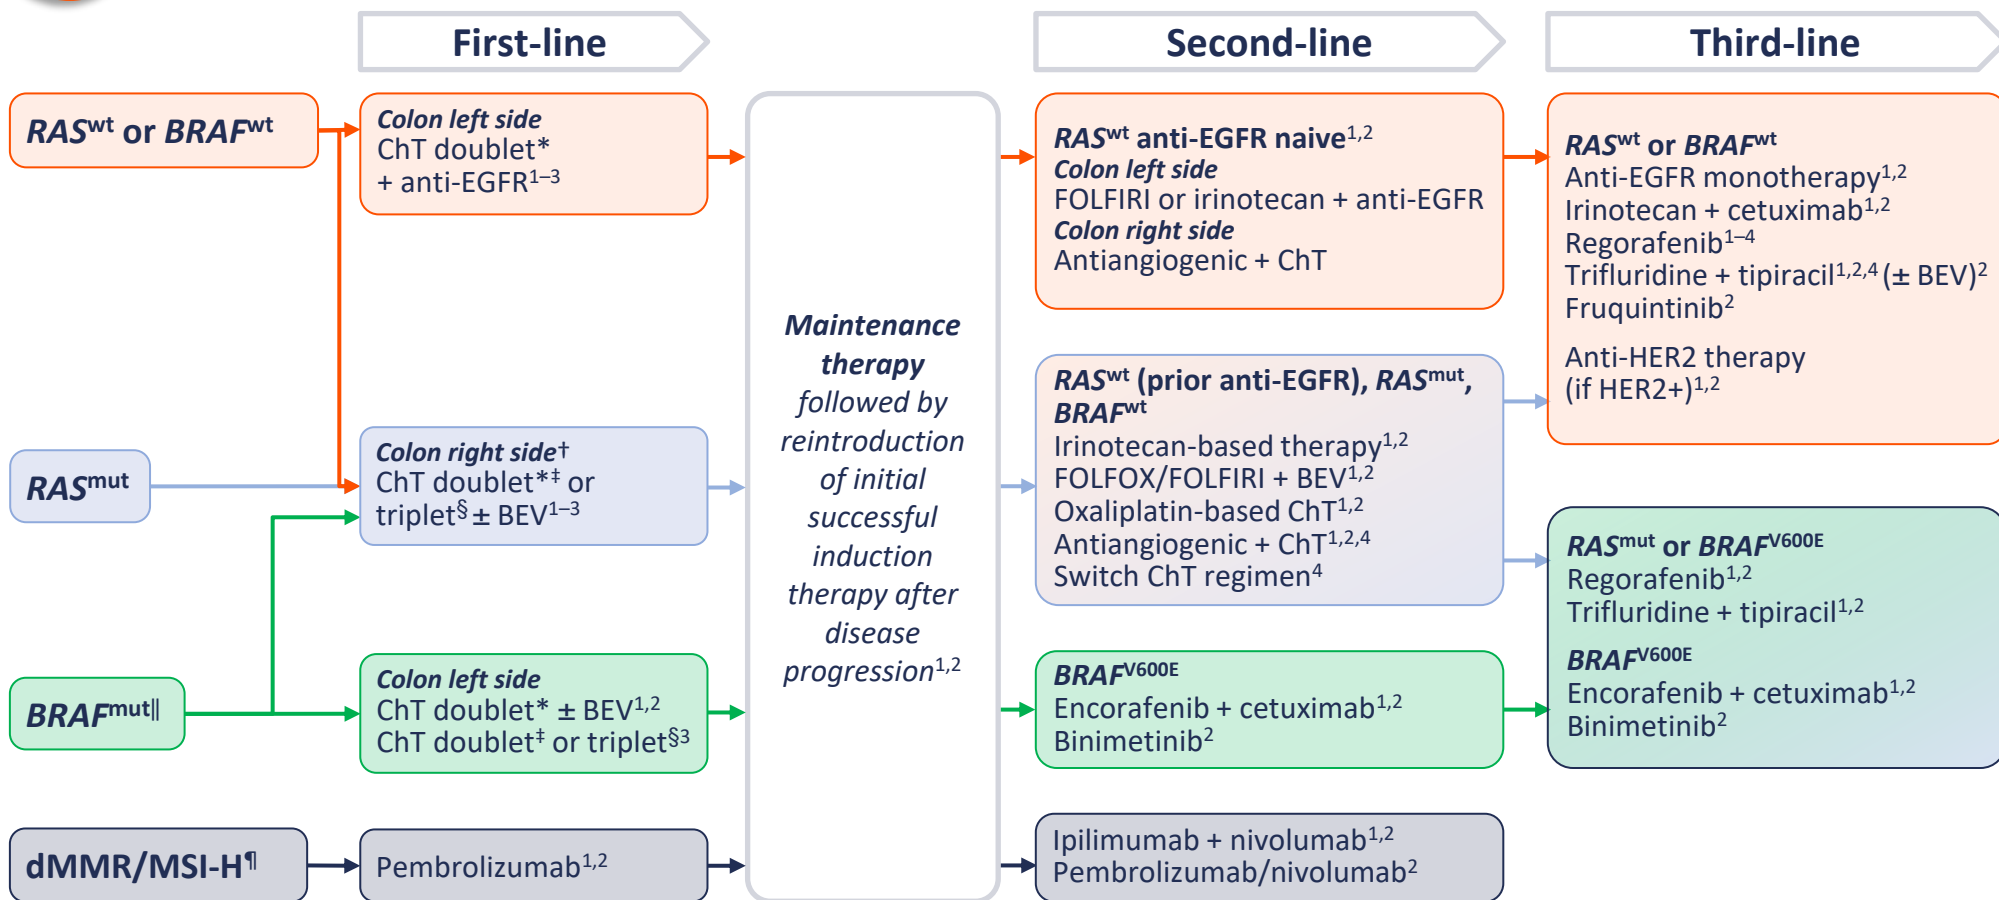 First-line
Second-line
Third-line
RASwt or BRAFwt
Colon left side
ChT doublet*
+ anti-EGFR1–3
RASmut
Colon right side†
ChT doublet*‡ or
triplet§ ± BEV1–3
BRAFmut||
Colon left side
ChT doublet* ± BEV1,2
ChT doublet‡ or triplet§3
dMMR/MSI-H¶
Pembrolizumab1,2
Maintenance
therapy
followed by
reintroduction
of initial
successful
induction
therapy after
disease
progression1,2
RASwt anti-EGFR naive1,2
Colon left side
FOLFIRI or irinotecan + anti-EGFR
Colon right side
Antiangiogenic + ChT
RASwt (prior anti-EGFR), RASmut,
BRAFwt
Irinotecan-based therapy1,2
FOLFOX/FOLFIRI + BEV1,2
Oxaliplatin-based ChT1,2
Antiangiogenic + ChT1,2,4
Switch ChT regimen4
BRAFV600E
Encorafenib + cetuximab1,2
Binimetinib2
Ipilimumab + nivolumab1,2
Pembrolizumab/nivolumab2
RASwt or BRAFwt
Anti-EGFR monotherapy1,2
Irinotecan + cetuximab1,2
Regorafenib1–4
Trifluridine + tipiracil1,2,4 (± BEV)2
Fruquintinib2
Anti-HER2 therapy
(if HER2+)1,2
RASmut or BRAFV600E
Regorafenib1,2
Trifluridine + tipiracil1,2
BRAFV600E
Encorafenib + cetuximab1,2
Binimetinib2